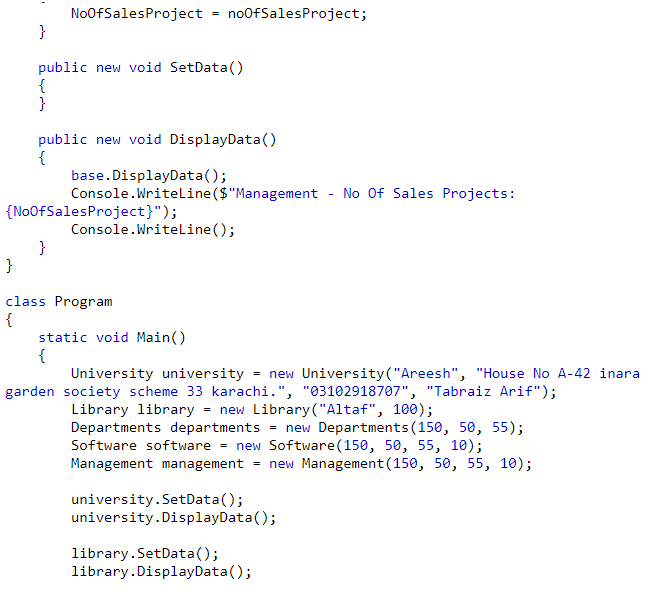 NoOfSalesProject = noOfSalesProject;
    }

    public new void SetData()
    {
    }

    public new void DisplayData()
    {
        base.DisplayData();
        Console.WriteLine($"Management - No Of Sales Projects:
{NoOfSalesProject}");
        Console.WriteLine();
    }
}

class Program
{
    static void Main()
    {
        University university = new University("Areesh", "House No A-42 inara
garden society scheme 33 karachi.", "03102918707", "Tabraiz Arif");
        Library library = new Library("Altaf", 100);
        Departments departments = new Departments(150, 50, 55);
        Software software = new Software(150, 50, 55, 10);
        Management management = new Management(150, 50, 55, 10);

        university.SetData();
        university.DisplayData();

        library.SetData();
        library.DisplayData();